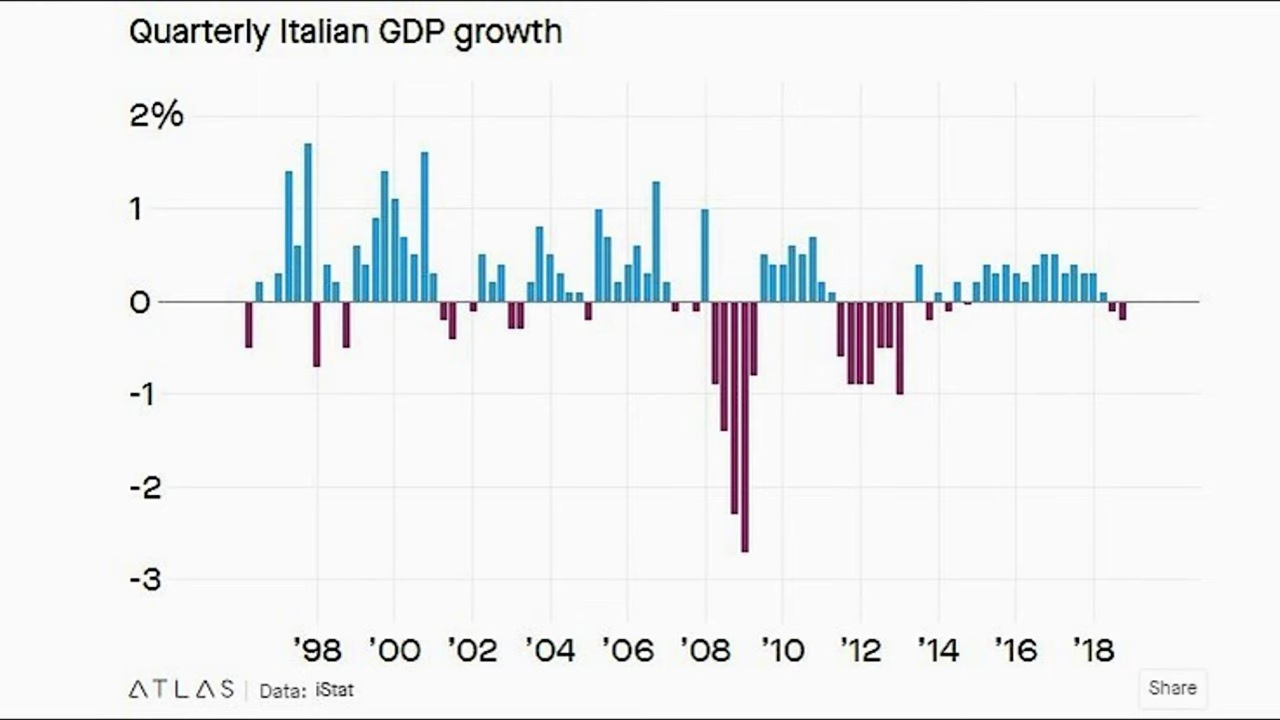 Quarterly Italian GDP growth
2%
1
0
-1
-2
-3
’98 ’00 ’02 ’04 ’06 ’08 ’10 ’12 ’14 ’16 ’18
ATLAS | Data: iStat
Share